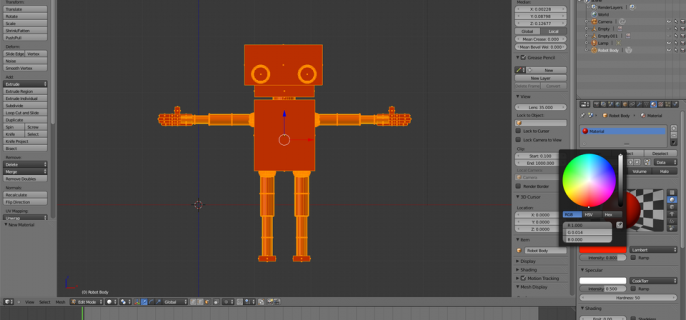 Transform
Translate
Rotate
Scale
Shrink/Fatten
Push/Pull
Deform
Slide Edge Vertex
Noise
Smooth Vertex
Add
Extrude
Extrude Region
Extrude Individual
Subdivide
Loop Cut and Slide
Duplicate
Spin Screw
Knife Select
Knife Project
Bisect
Remove
Delete
Merge
Remove Doubles
Normals
Recalculate
Flip Direction
UV Mapping
Unwrap
New Material
(0) Robot Body
View Select Add Mesh Edit Mode Global
Median
Global Local
Mean Crease: 0.000
Mean Bevel Wei: 0.000
Grease Pencil
New
New Layer
View
Lens: 35.000
Lock to Object:
Lock to Cursor
Lock Camera to View
Clip
Start: 0.100
End: 1000.000
Local Camera
Camera
Render Border
3D Cursor
Location
X: 0.0000
Y: 0.0000
Z: 0.0000
Item
Robot Body
Display
Shading
Motion Tracking
Mesh Display
RenderLayers
World
Camera
Empty
Empty.001
Lamp
Robot Body
Robot Body Material
Material
Deselect
Data
Volume Halo
RGB HSV Hex
R 1.000
G 0.014
B 0.000
Lambert
Intensity: 0.800 Ramp
Specular
CookTorr
Intensity: 0.500 Ramp
Hardness: 50
Shading